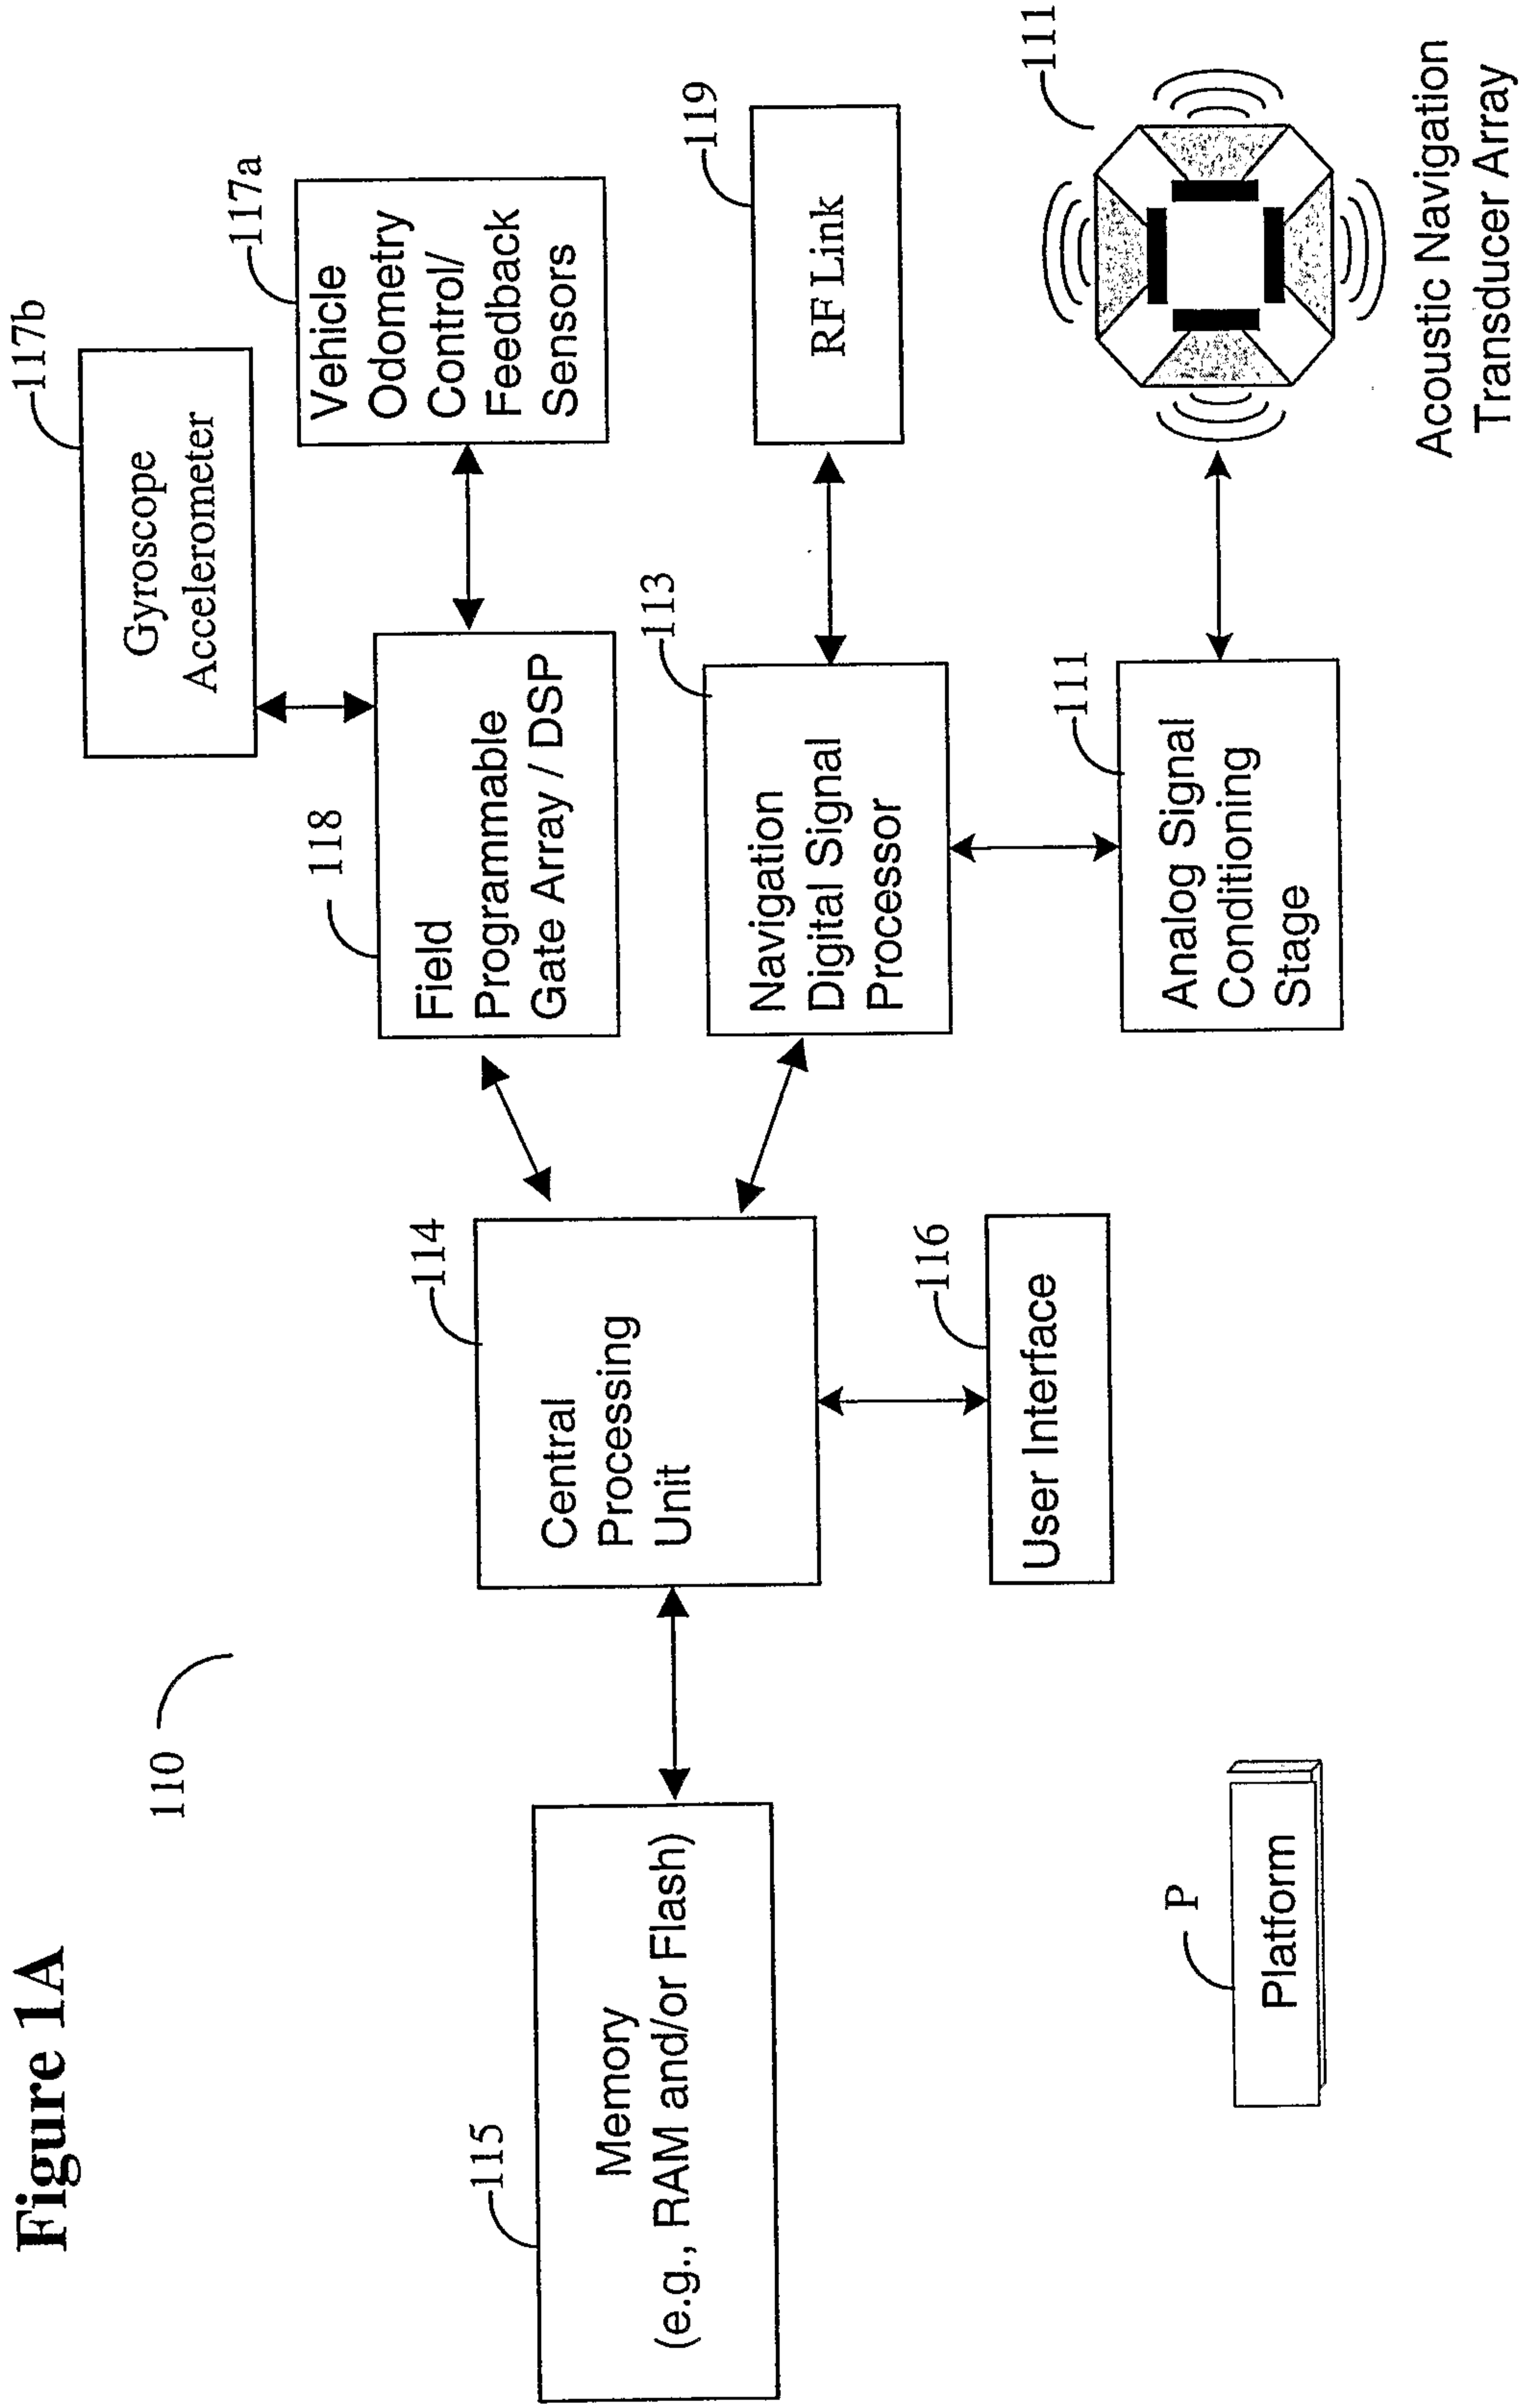 Figure 1A
110
117b
Gyroscope
Accelerometer
117a
Vehicle
Odometry
Control/
Feedback
Sensors
118
Field
Programmable
Gate Array / DSP
114
Central
Processing
Unit
115
Memory
(e.g., RAM and/or Flash)
113
Navigation
Digital Signal
Processor
119
RF Link
116
User Interface
111
Analog Signal
Conditioning
Stage
111
Acoustic Navigation
Transducer Array
P
Platform